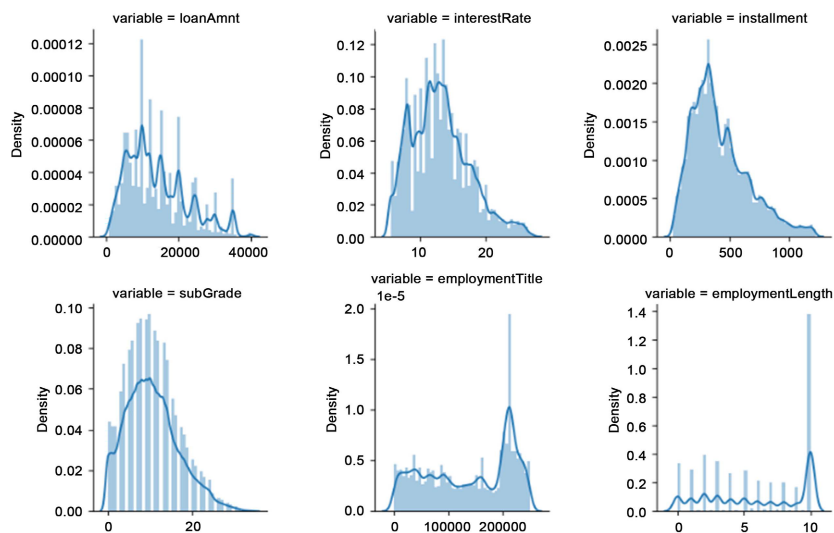 variable = loanAmnt
0.00012
0.00010
0.00008
0.00006
0.00004
0.00002
0.00000
Density
0 20000 40000
variable = interestRate
0.12
0.10
0.08
0.06
0.04
0.02
0.00
Density
10 20
variable = installment
0.0025
0.0020
0.0015
0.0010
0.0005
0.0000
Density
0 500 1000
variable = subGrade
0.10
0.08
0.06
0.04
0.02
0.00
Density
0 20
variable = employmentTitle
1e-5
2.0
1.5
1.0
0.5
0.0
Density
0 100000 200000
variable = employmentLength
1.4
1.2
1.0
0.8
0.6
0.4
0.2
0.0
Density
0 5 10